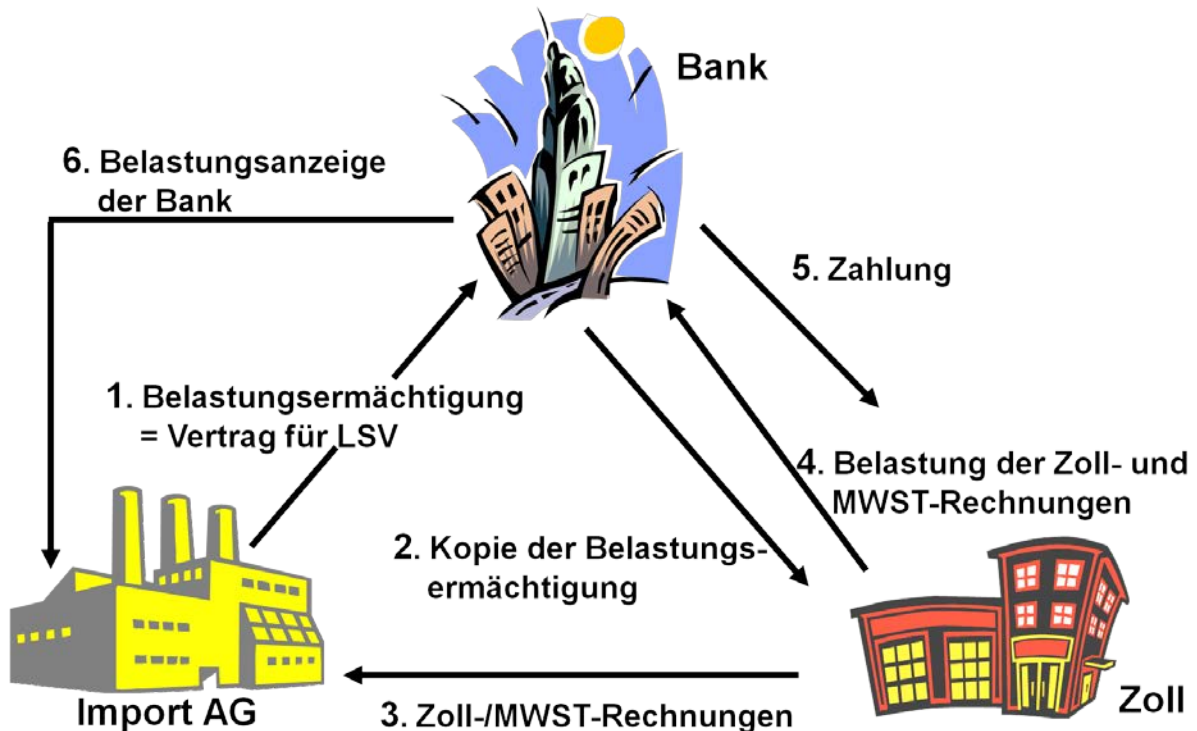 Bank
6. Belastungsanzeige
der Bank
5. Zahlung
1. Belastungsermächtigung
= Vertrag für LSV
4. Belastung der Zoll- und
MWST-Rechnungen
2. Kopie der Belastungs-
ermächtigung
Import AG
Zoll
3. Zoll-/MWST-Rechnungen